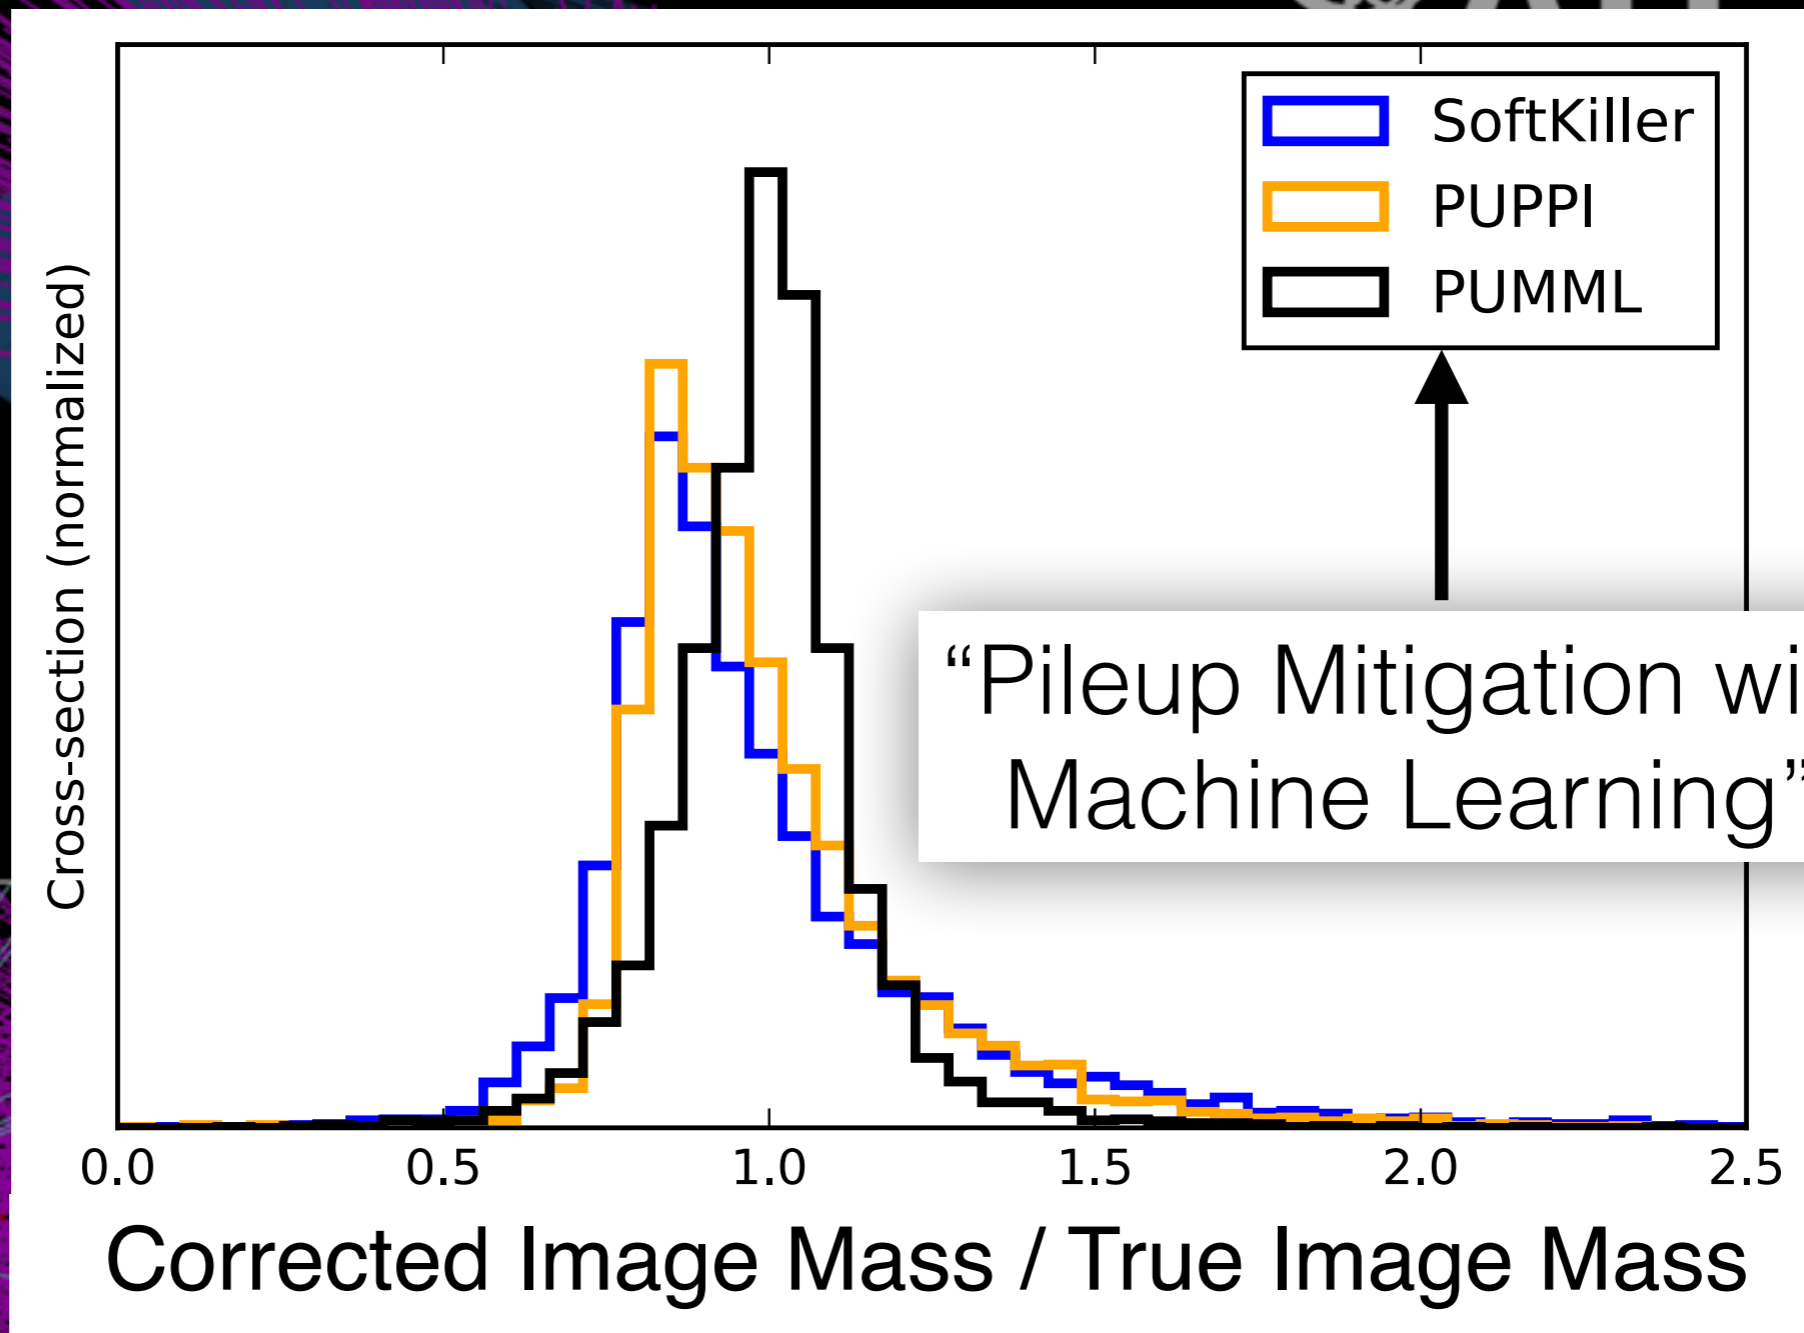 SoftKiller
PUPPI
PUMML
Cross-section (normalized)
“Pileup Mitigation wi
Machine Learning”
0.0 0.5 1.0 1.5 2.0 2.5
Corrected Image Mass / True Image Mass